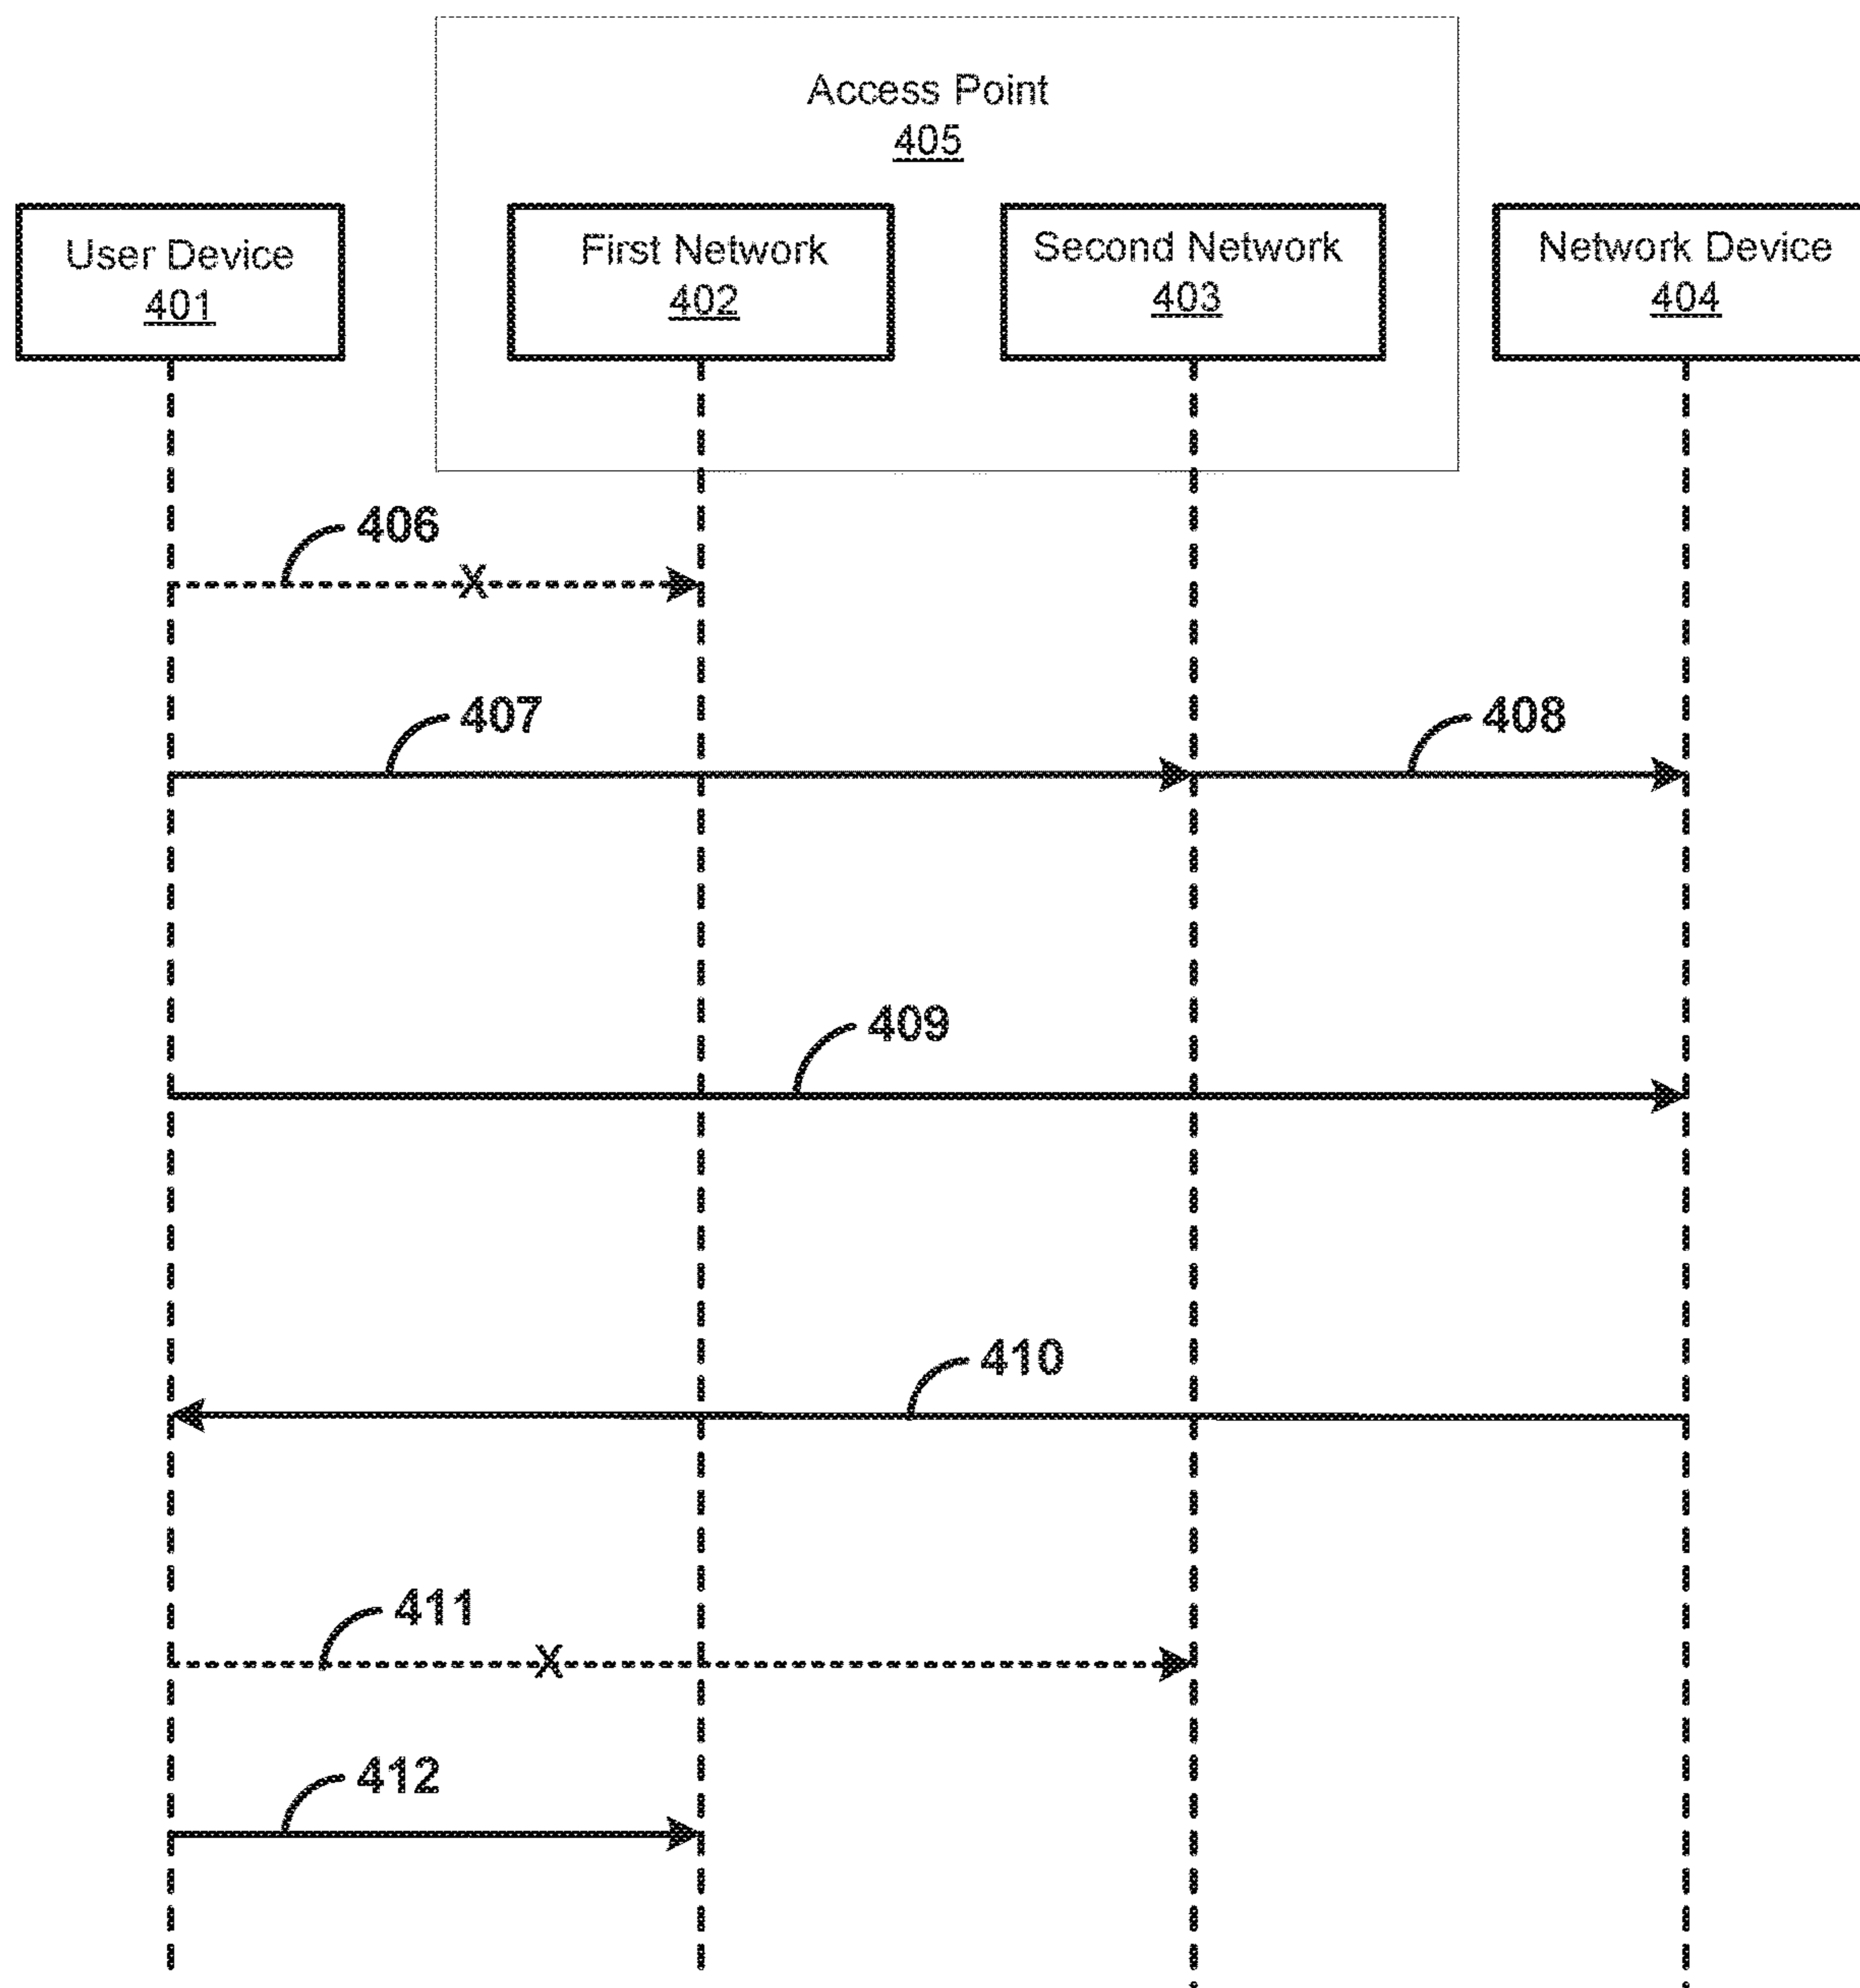 Access Point
405
User Device
401
First Network
402
Second Network
403
Network Device
404
406
X
407
408
409
410
411
X
412